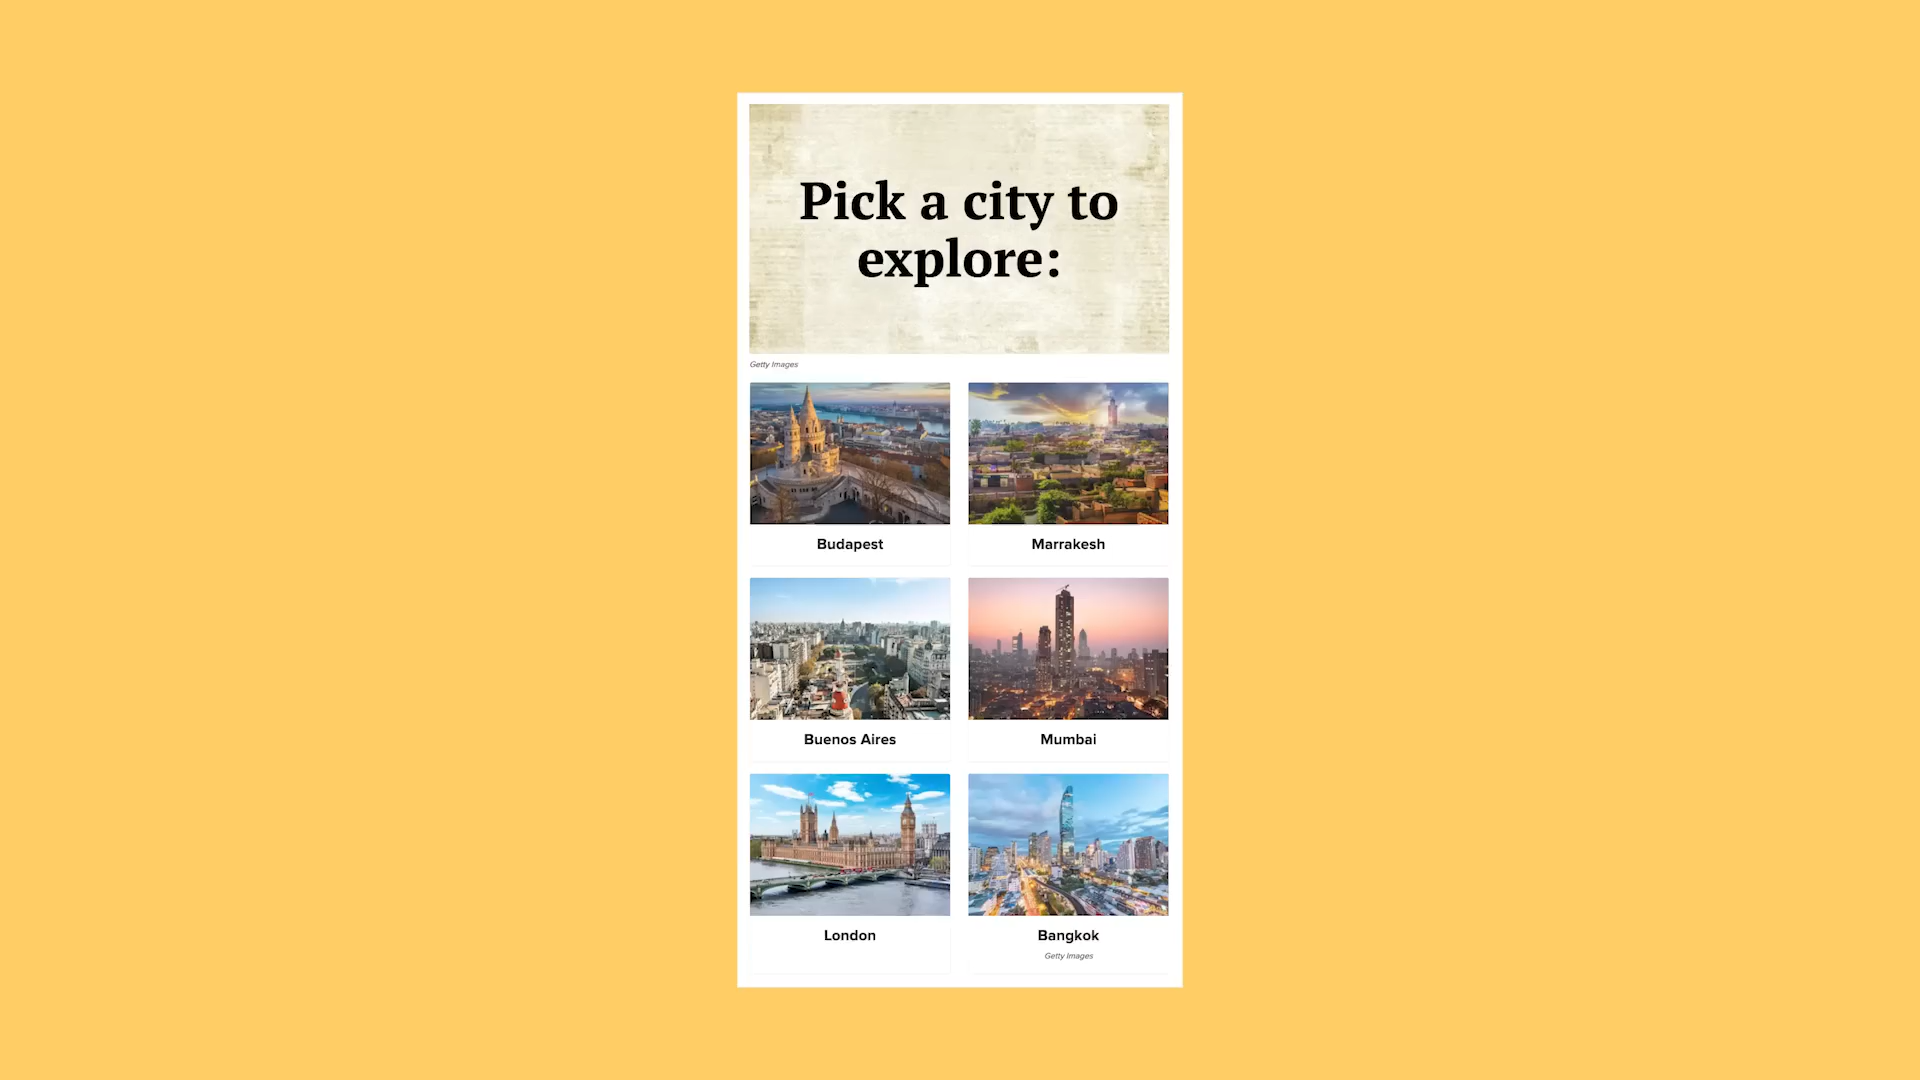 Pick a city to
explore:
Getty Images
Budapest
Marrakesh
Buenos Aires
Mumbai
London
Bangkok
Getty Images